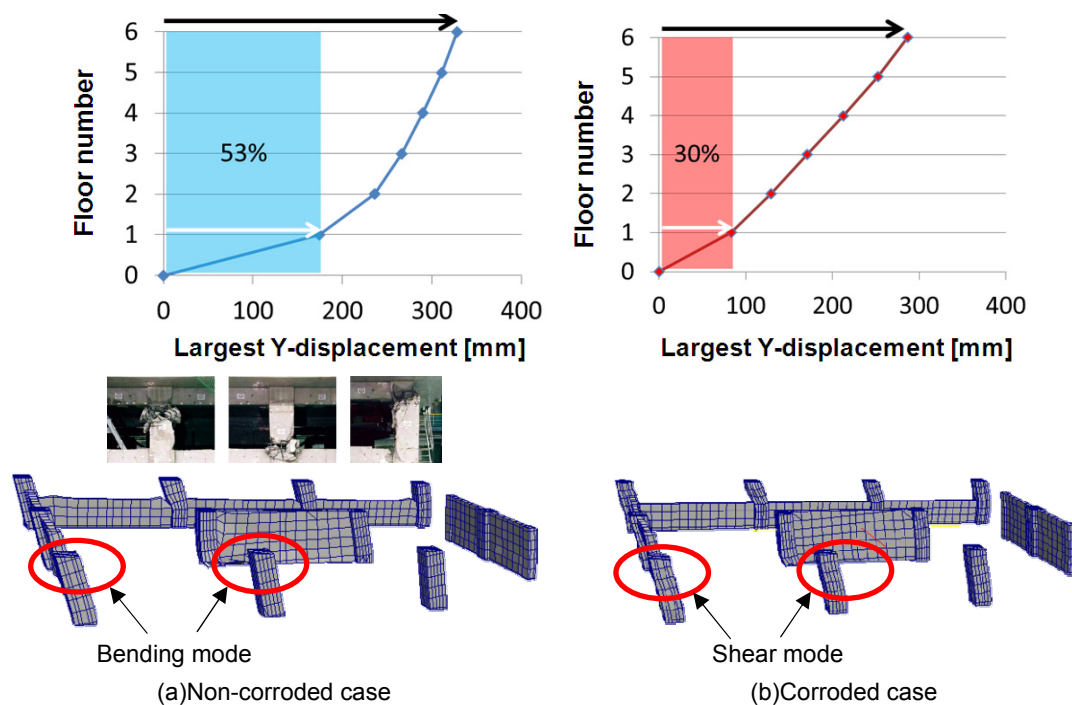 6
5
4
3
2
1
0
Floor number
53%
0 100 200 300 400
Largest Y-displacement [mm]
6
5
4
3
2
1
0
Floor number
30%
0 100 200 300 400
Largest Y-displacement [mm]
Bending mode
(a)Non-corroded case
Shear mode
(b)Corroded case